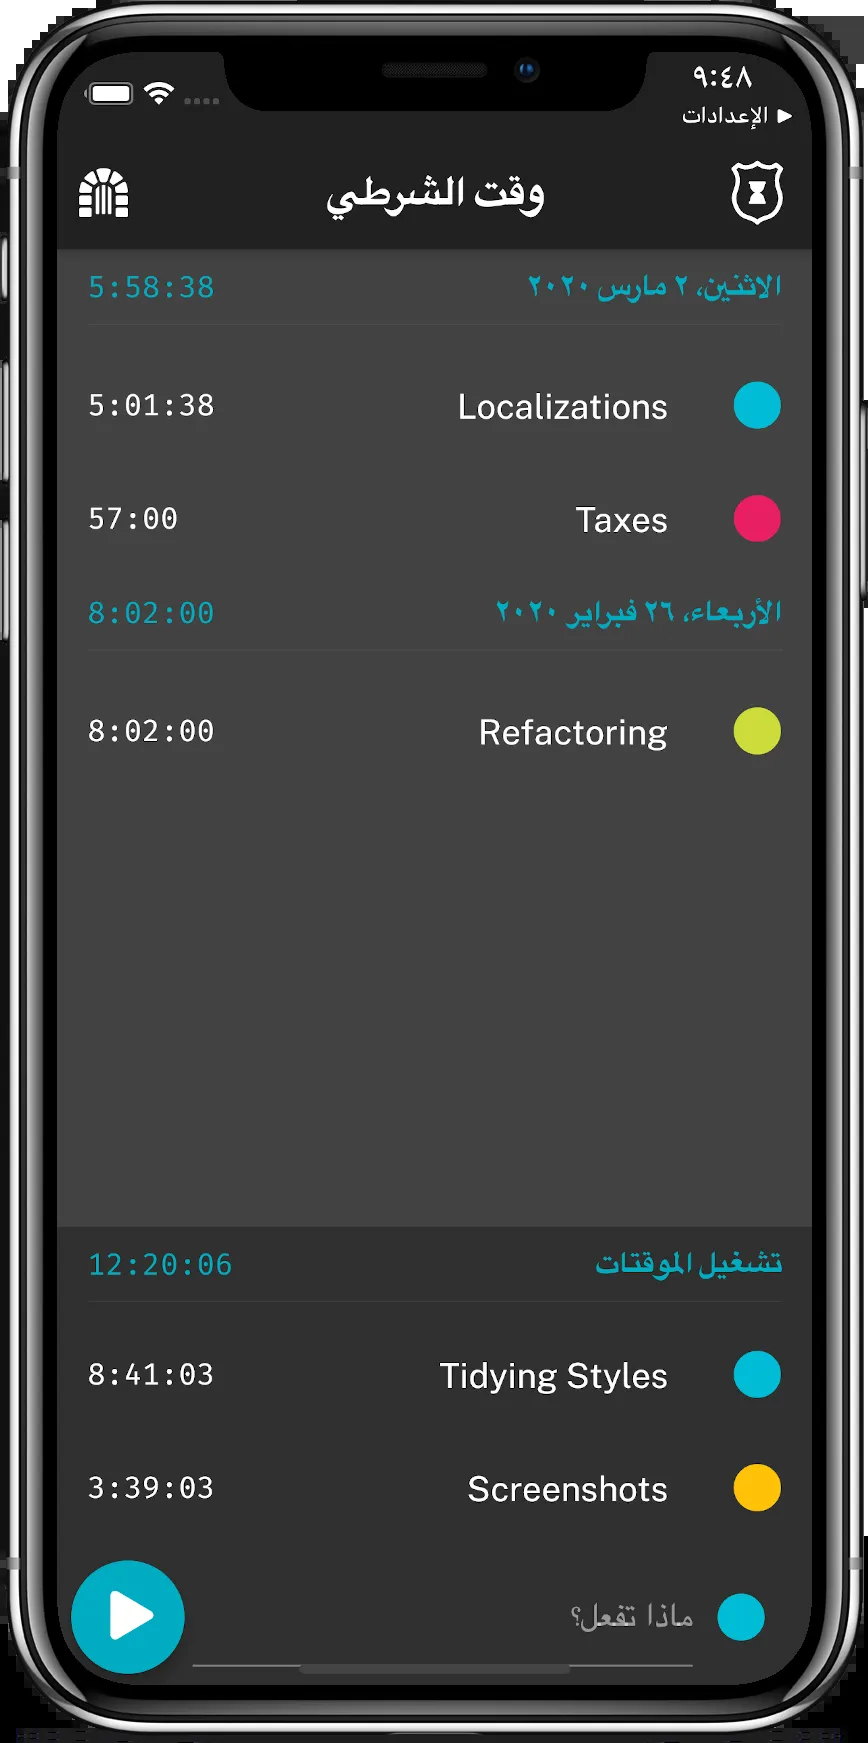 ٩:٤٨
الإعدادات
وقت الشرطي
الاثنين، ٢ مارس ٢٠٢٠ 5:58:38
Localizations 5:01:38
Taxes 57:00
الأربعاء، ٢٦ فبراير ٢٠٢٠ 8:02:00
Refactoring 8:02:00
تشغيل الموقتات 12:20:06
Tidying Styles 8:41:03
Screenshots 3:39:03
ماذا تفعل؟